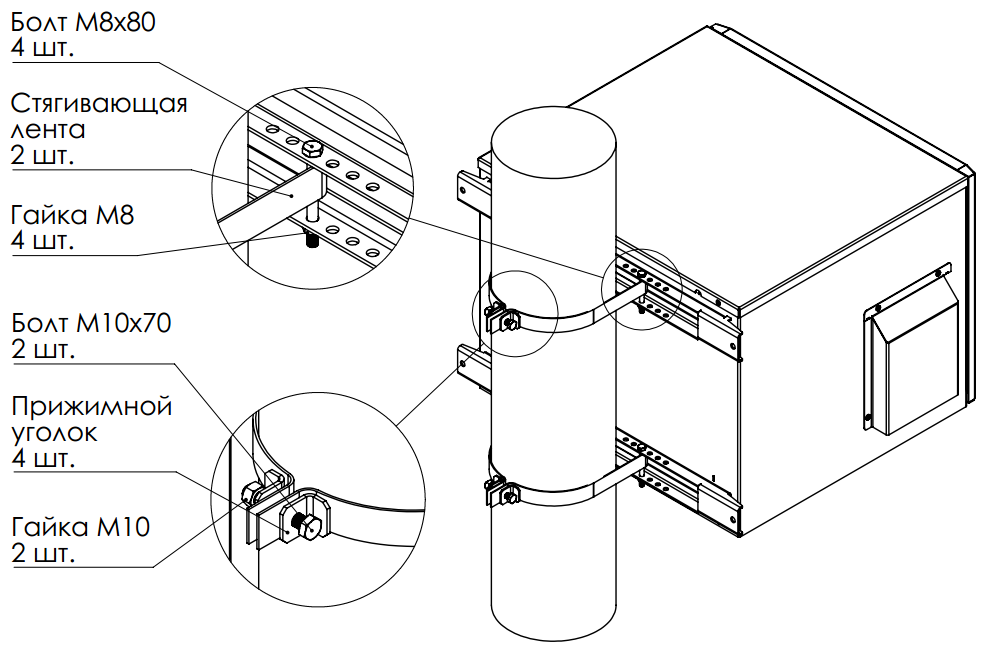 Болт М8х80
4 шт.
Стягивающая
лента
2 шт.
Гайка М8
4 шт.
Болт М10х70
2 шт.
Прижимной
уголок
4 шт.
Гайка М10
2 шт.